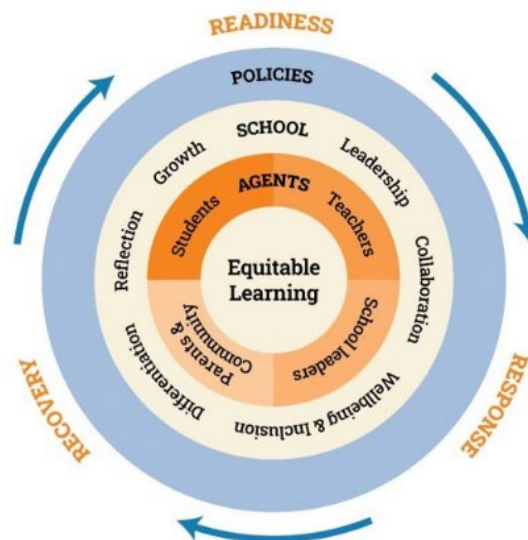 READINESS
POLICIES
SCHOOL
Growth
Leadership
AGENTS
Students
Teachers
Reflection
Collaboration
Equitable
Learning
Parents &
Community
School leaders
Differentiation
Wellbeing & Inclusion
RECOVERY
RESPONSE